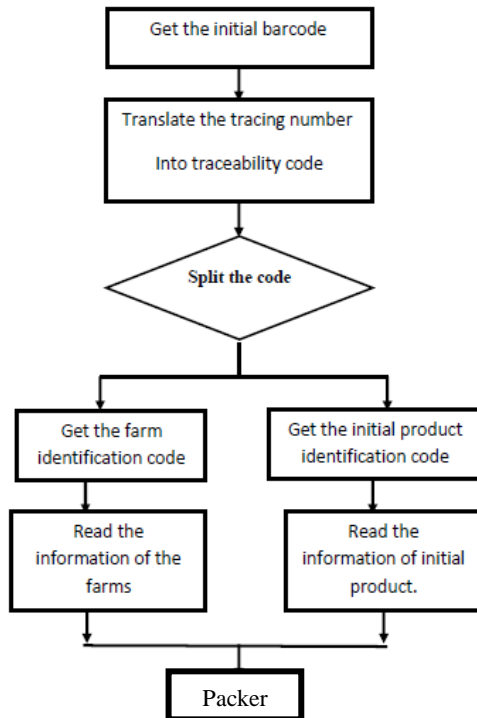 Get the initial barcode
Translate the tracing number
Into traceability code
Split the code
Get the farm
identification code
Get the initial product
identification code
Read the
information of the
farms
Read the
information of initial
product.
Packer